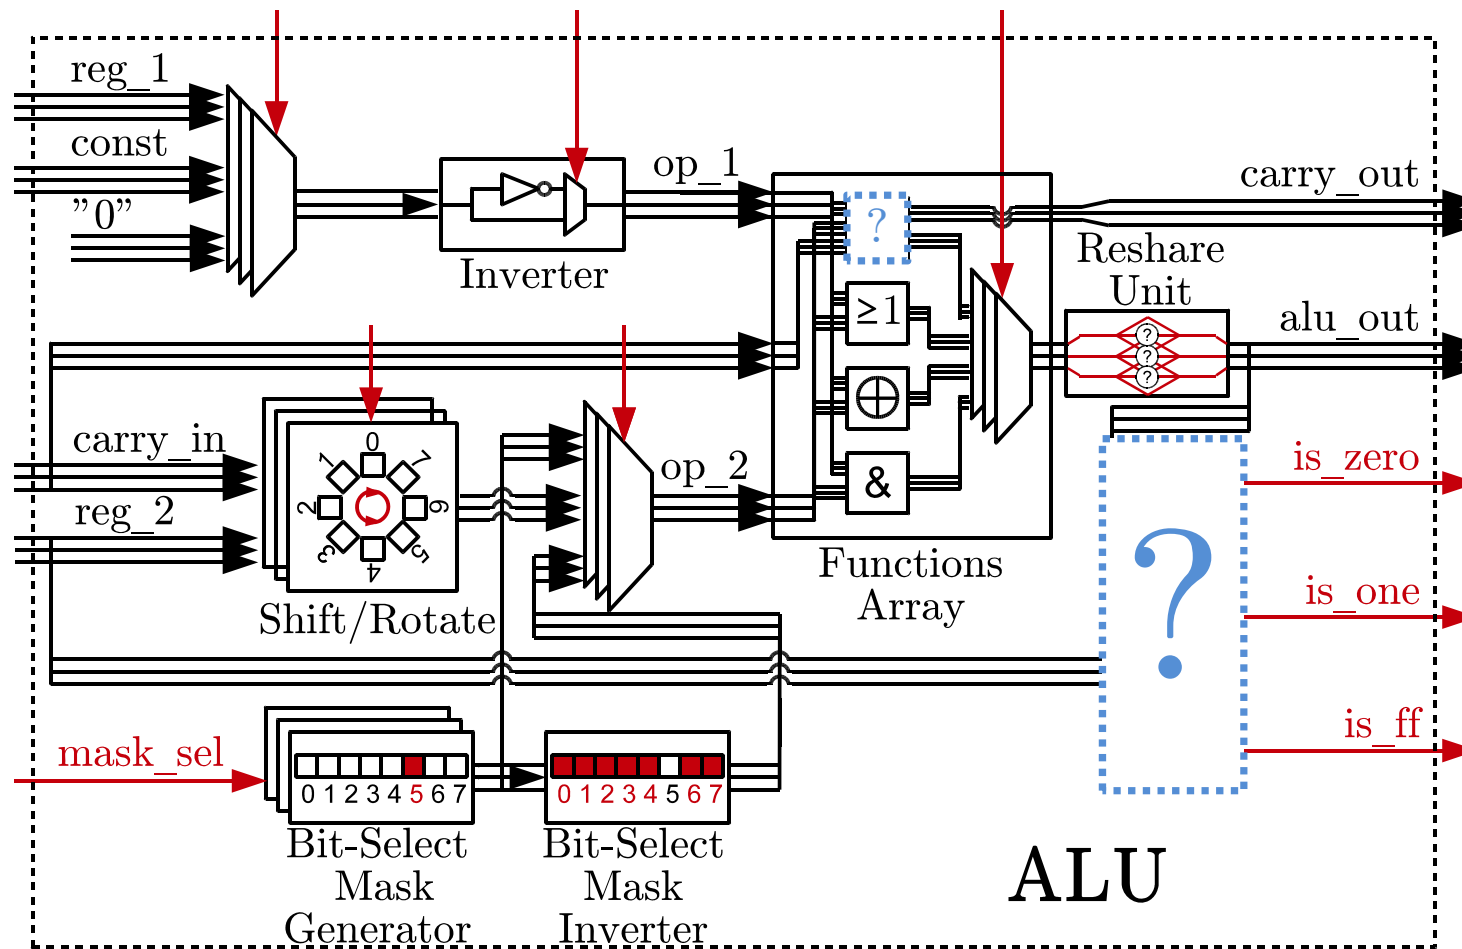 reg_1
const
"0"
Inverter
op_1
?
≥1
⊕
&
Functions
Array
carry_out
Reshare
Unit
?
?
?
alu_out
carry_in
reg_2
0
1
2
3
4
5
6
7
Shift/Rotate
op_2
is_zero
is_one
is_ff
?
mask_sel
0 1 2 3 4 5 6 7
Bit-Select
Mask
Generator
0 1 2 3 4 5 6 7
Bit-Select
Mask
Inverter
ALU